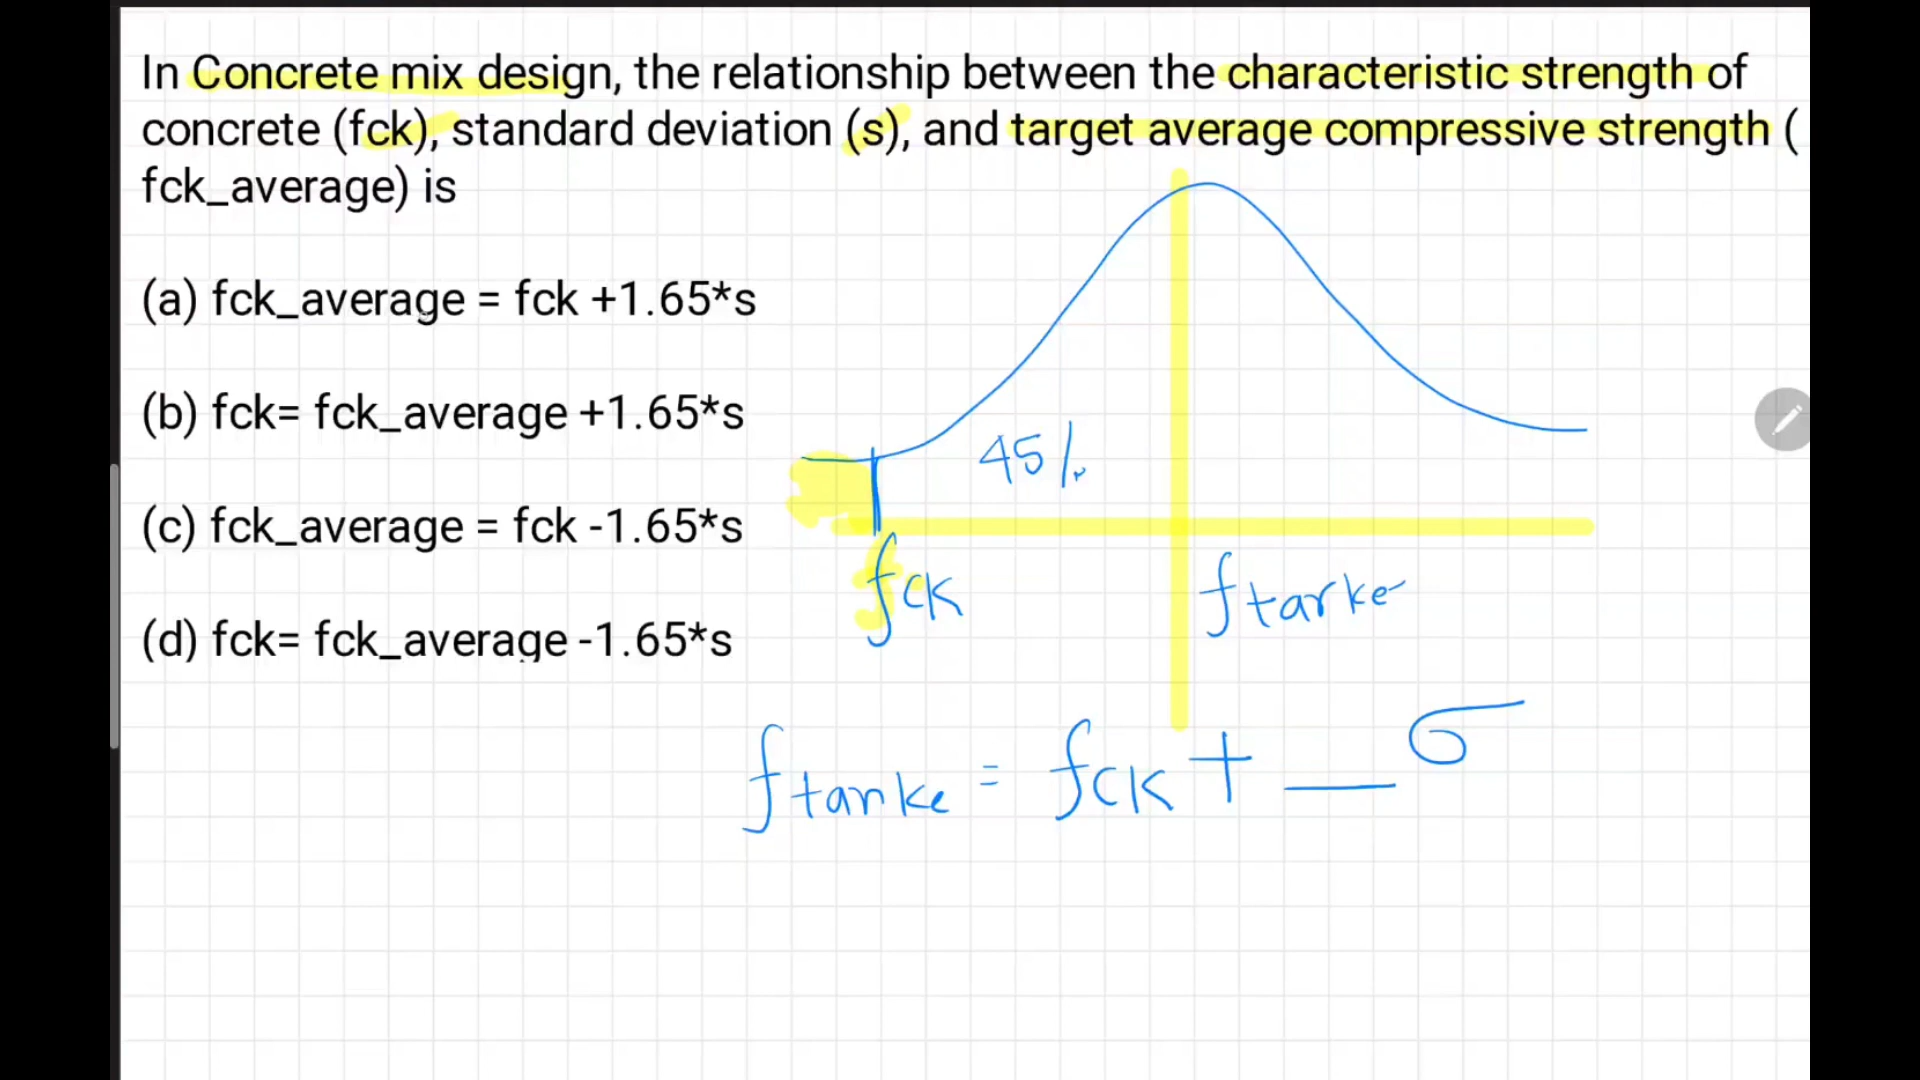 In Concrete mix design, the relationship between the characteristic strength of
concrete (fck), standard deviation (s), and target average compressive strength (
fck_average) is
(a) fck_average = fck +1.65*s
(b) fck= fck_average +1.65*s
(c) fck_average = fck -1.65*s
(d) fck= fck_average -1.65*s
45%
fck
ftarke
ftarke = fck + __ σ